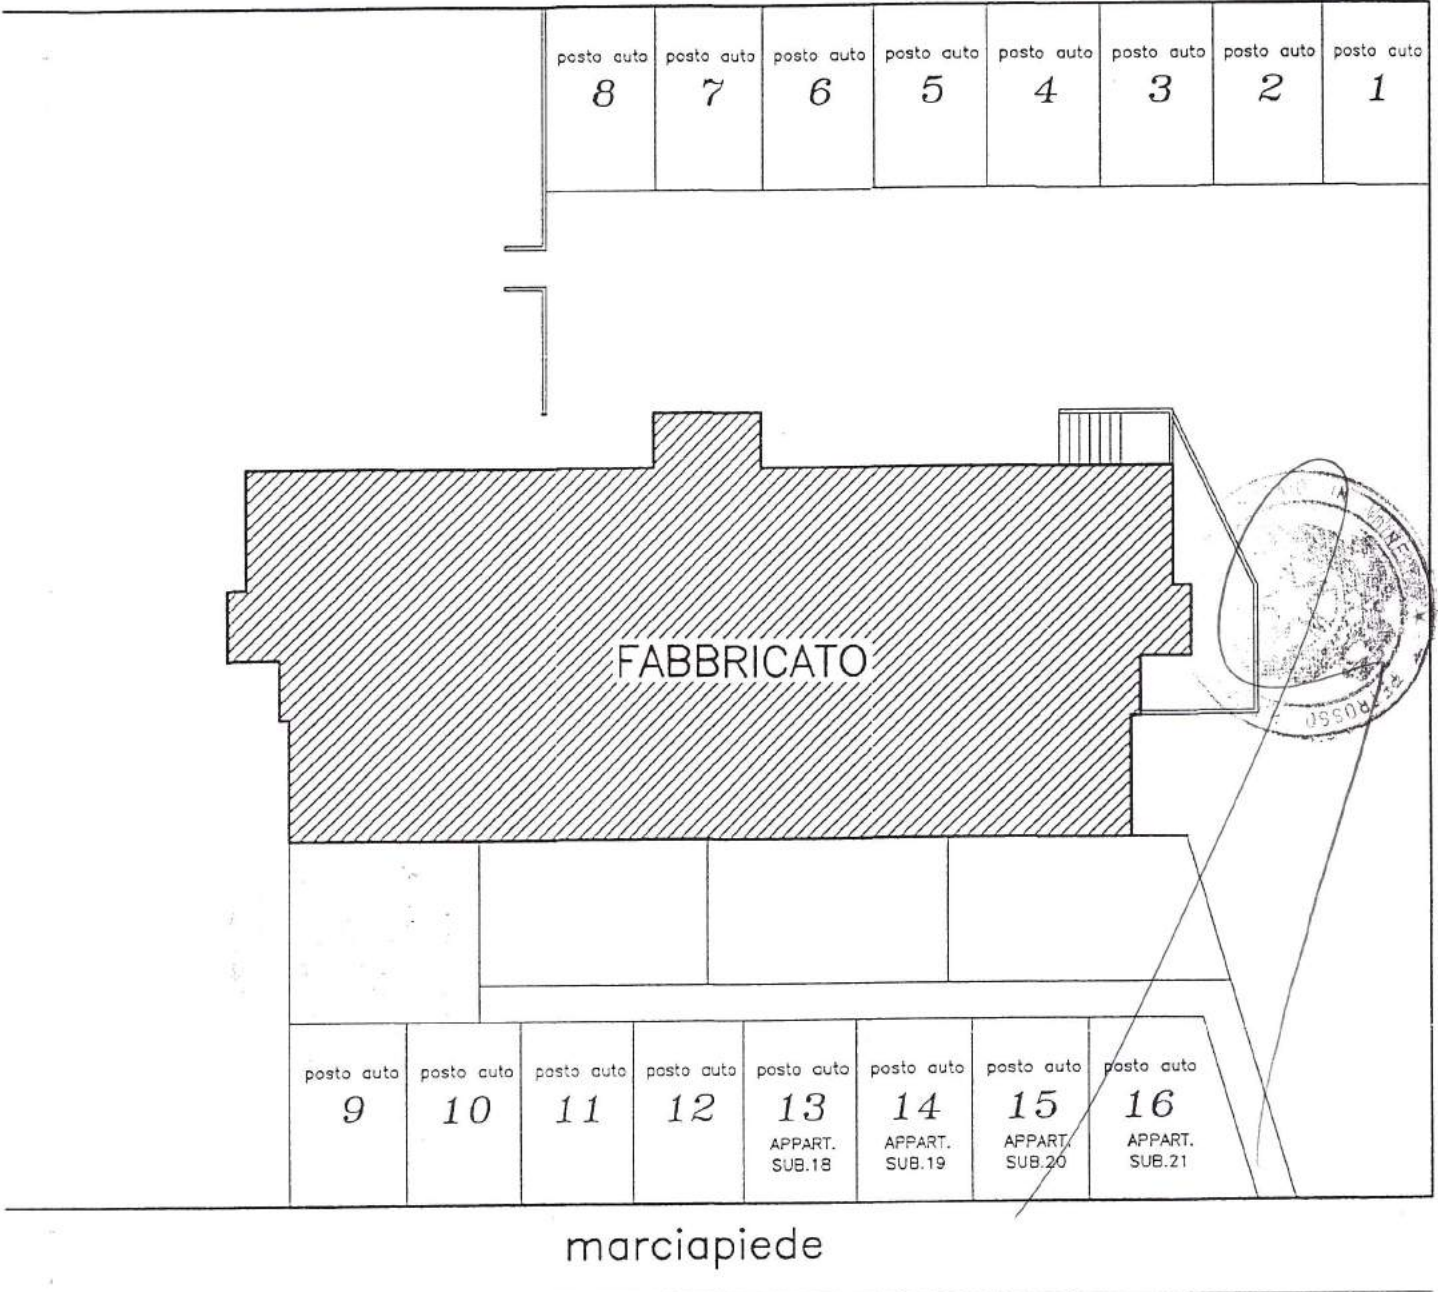 posto auto posto auto posto auto posto auto posto auto posto auto posto auto posto auto
8 7 6 5 4 3 2 1
FABBRICATO
ROSSO
posto auto posto auto posto auto posto auto posto auto posto auto posto auto posto auto
9 10 11 12 13 14 15 16
APPART. APPART. APPART. APPART.
SUB.18 SUB.19 SUB.20 SUB.21
marciapiede